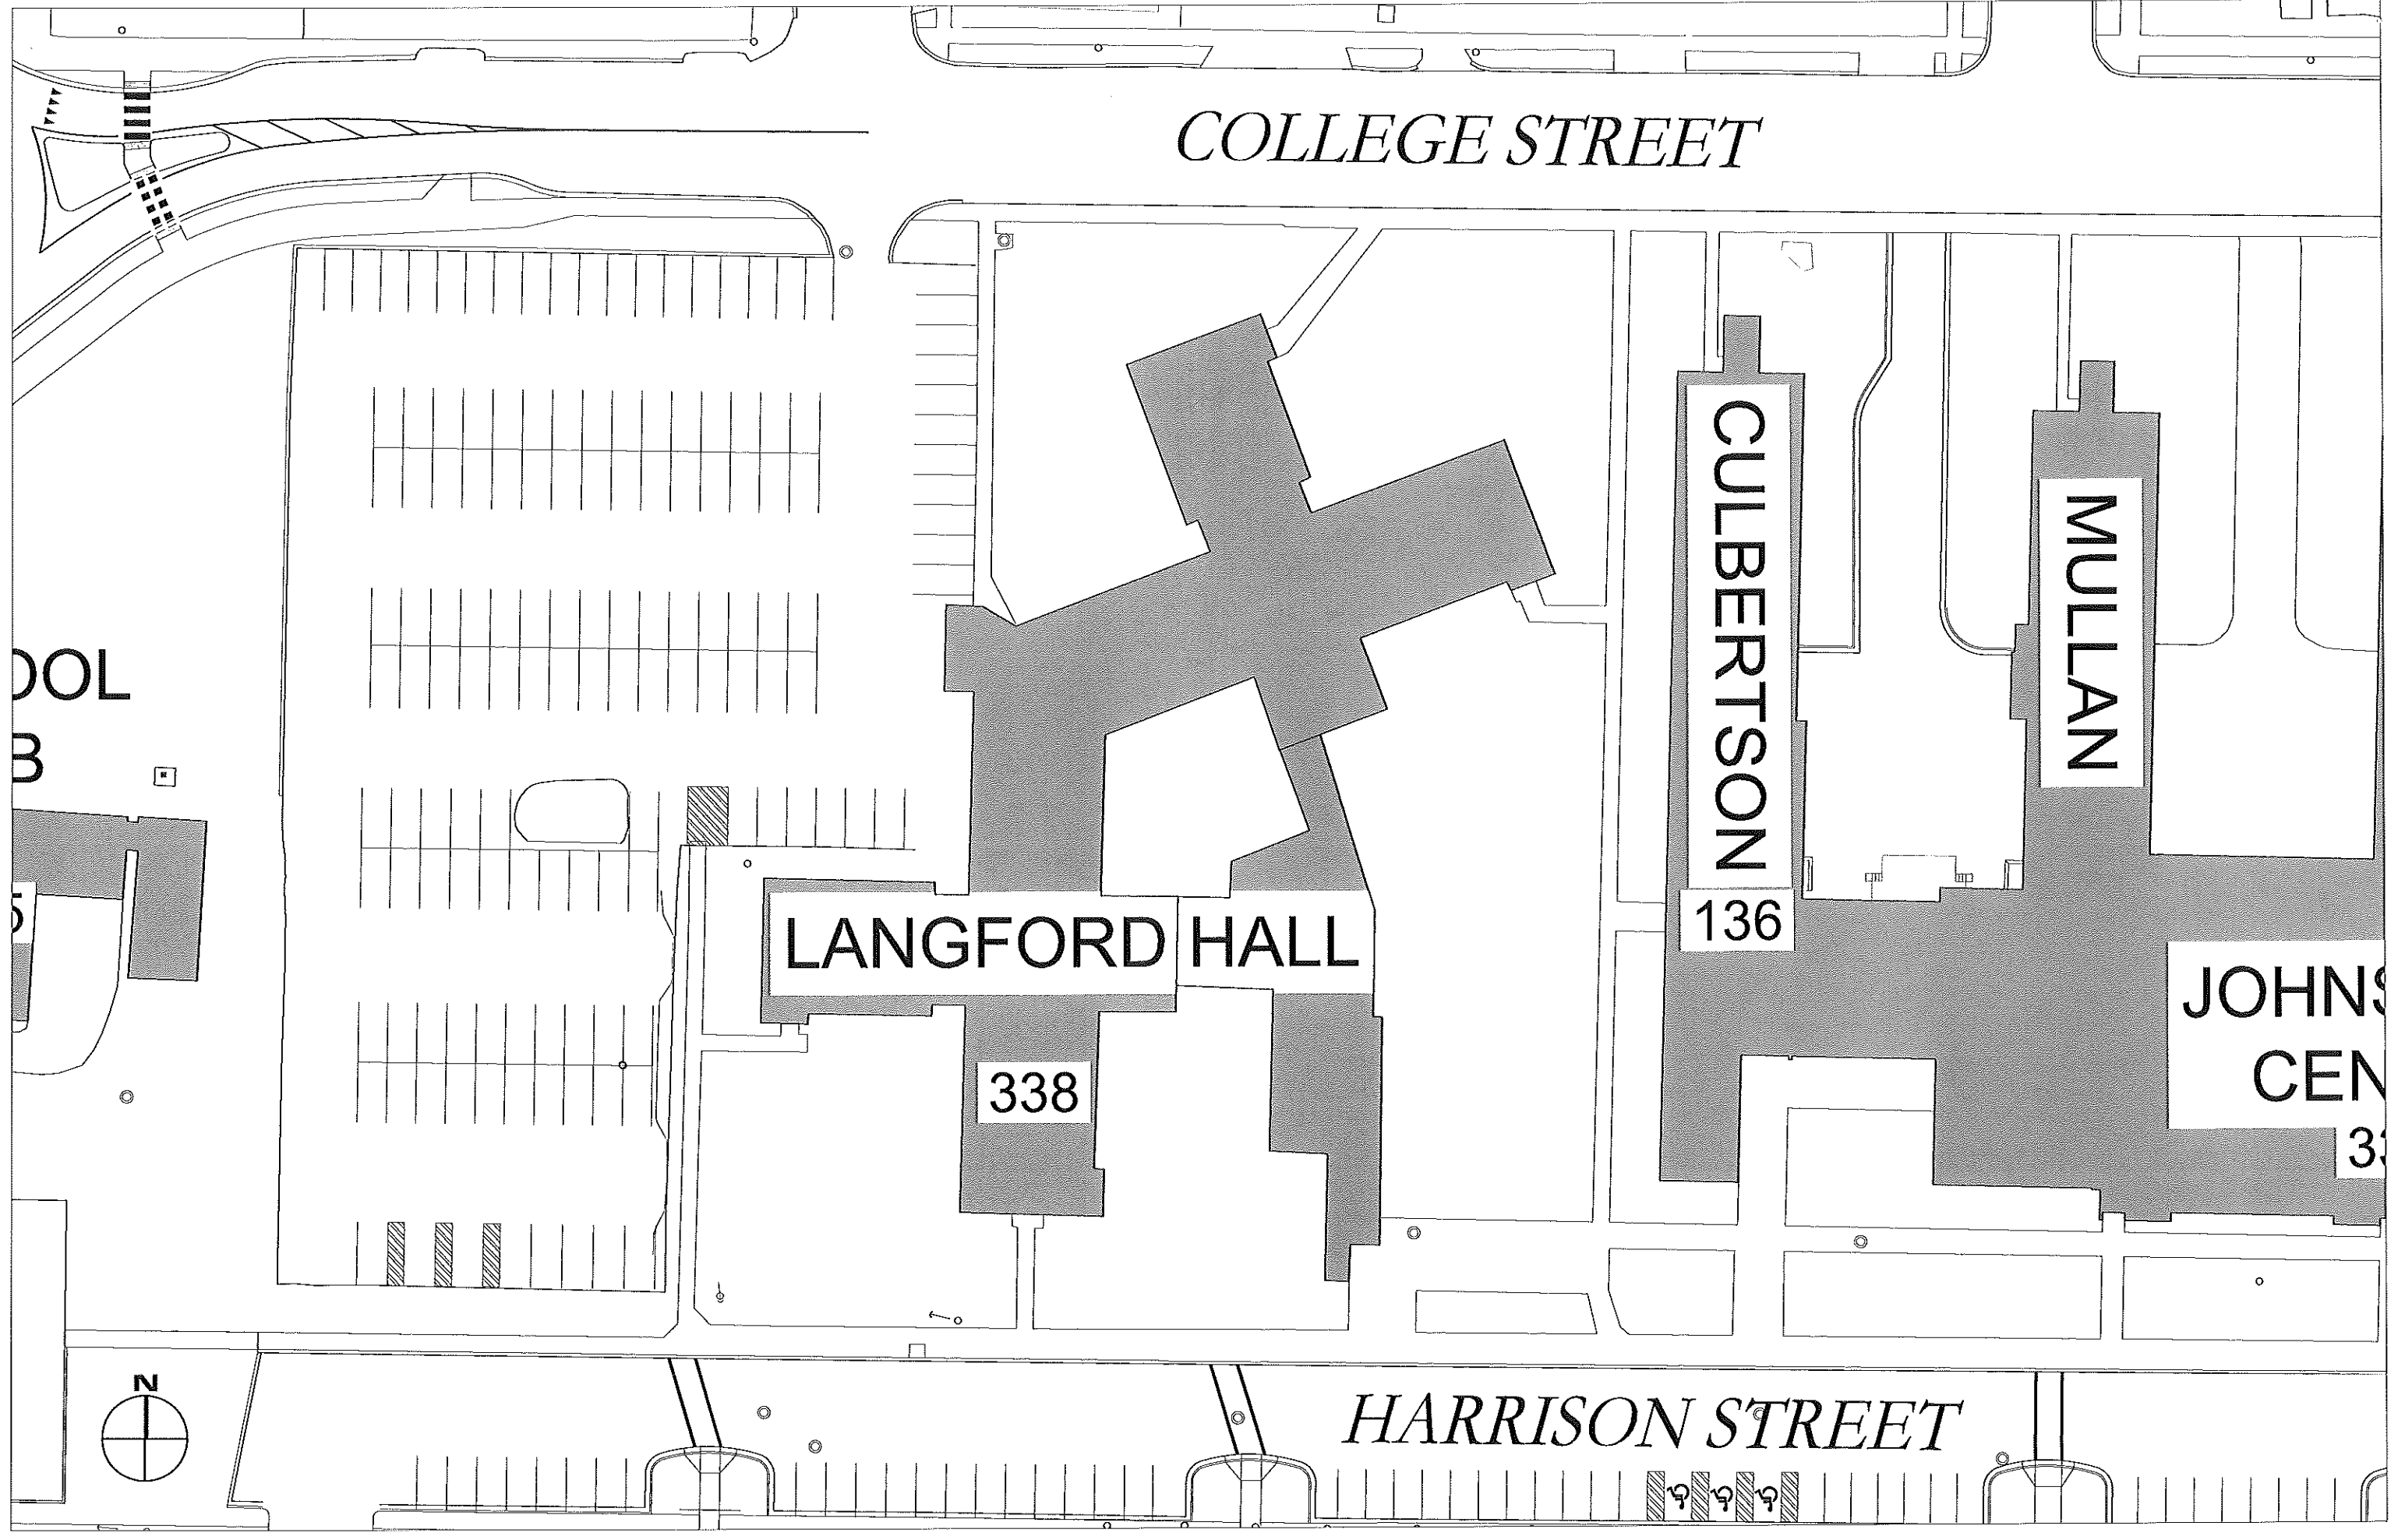 COLLEGE STREET
CULBERTSON
136
MULLAN
OOL
B
5
LANGFORD HALL
338
JOHNS
CEN
33
N
HARRISON STREET